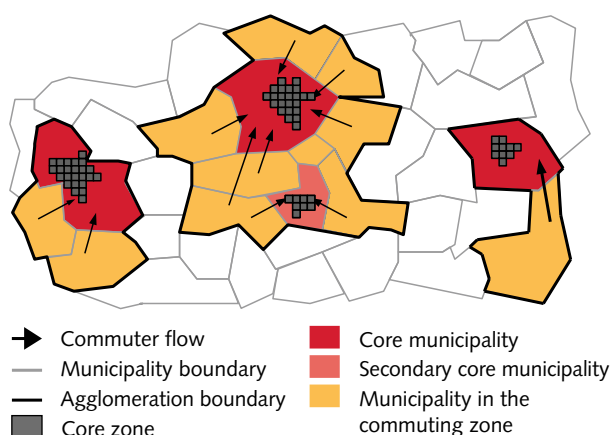 Commuter flow
Municipality boundary
Agglomeration boundary
Core zone
Core municipality
Secondary core municipality
Municipality in the
commuting zone